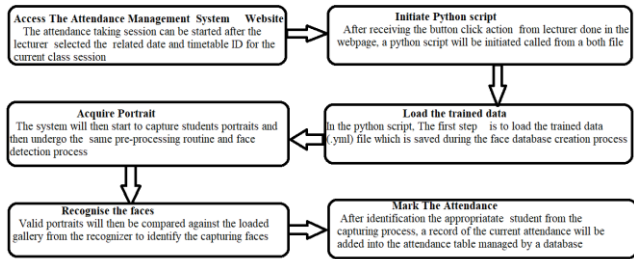 Access The Attendance Management System Website
The attendance taking session can be started after the
lecturer selected the related date and timetable ID for the
current class session
Initiate Python script
After receiving the button click action from lecturer done in the
webpage, a python script will be initiated called from a both file
Load the trained data
In the python script, The first step is to load the trained data
(.yml) file which is saved during the face database creation process
Acquire Portrait
The system will then start to capture students portraits and
then undergo the same pre-processing routine and face
detection process
Recognise the faces
Valid portraits will then be compared against the loaded
gallery from the recognizer to identify the capturing faces
Mark The Attendance
After identification the appropriatate student from the
capturing process, a record of the current attendance will be
added into the attendance table managed by a database